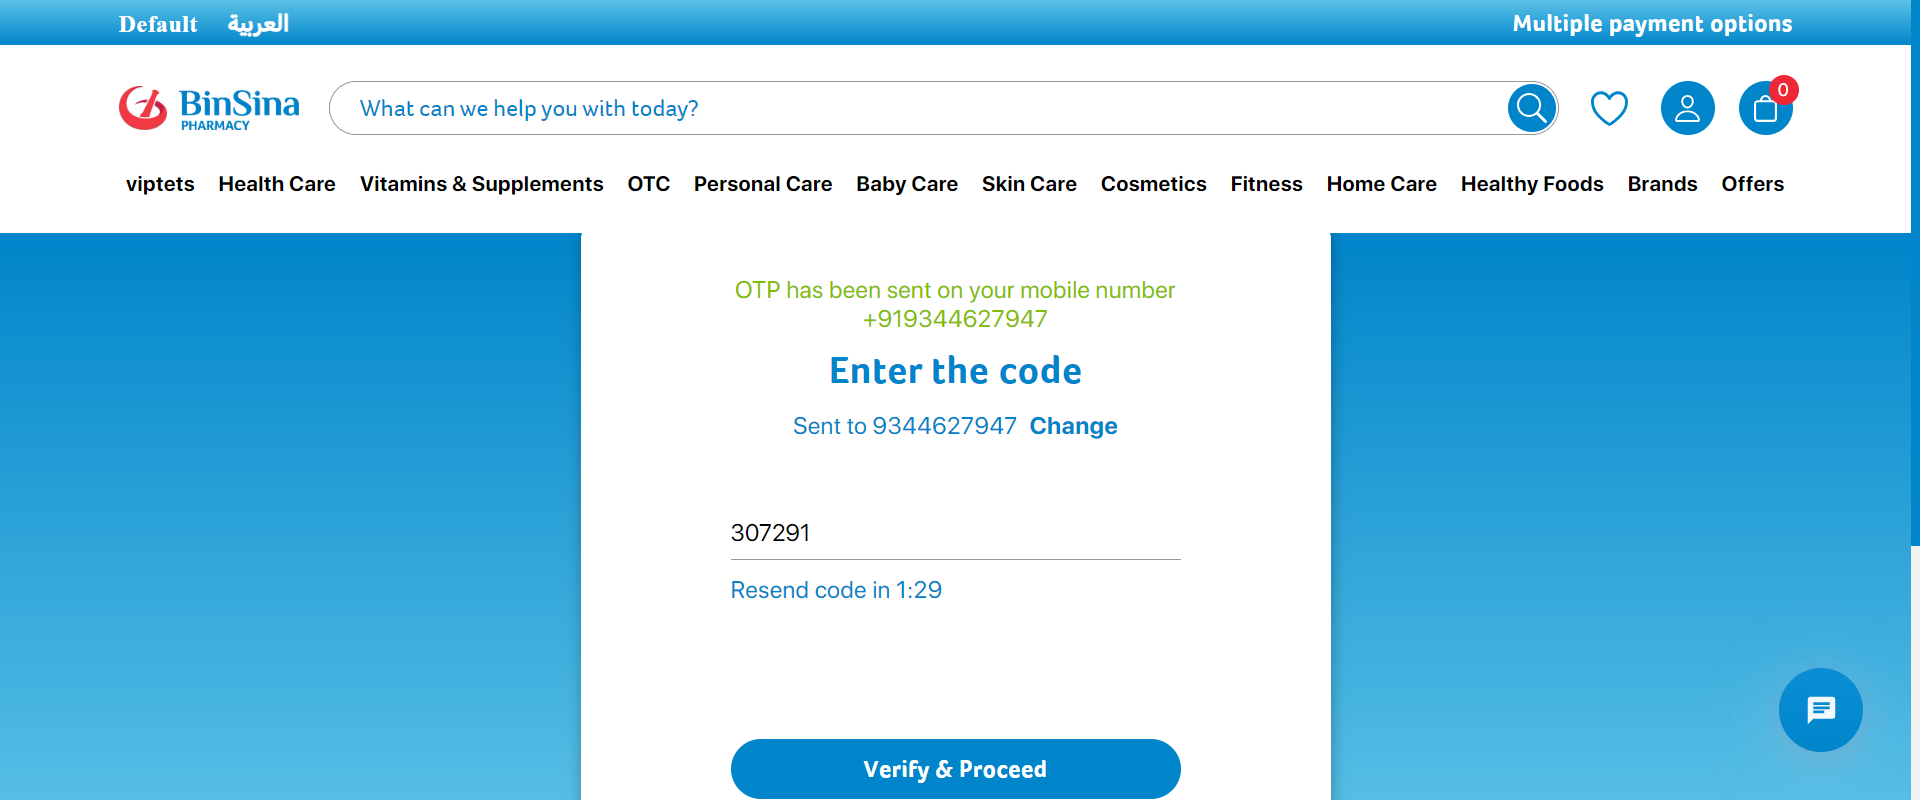 Default العربية Multiple payment options
BinSina
PHARMACY
What can we help you with today?
0
viptets Health Care Vitamins & Supplements OTC Personal Care Baby Care Skin Care Cosmetics Fitness Home Care Healthy Foods Brands Offers
OTP has been sent on your mobile number
+919344627947
Enter the code
Sent to 9344627947 Change
307291
Resend code in 1:29
Verify & Proceed